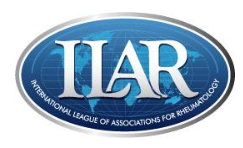 ILAR
INTERNATIONAL LEAGUE OF ASSOCIATIONS FOR RHEUMATOLOGY